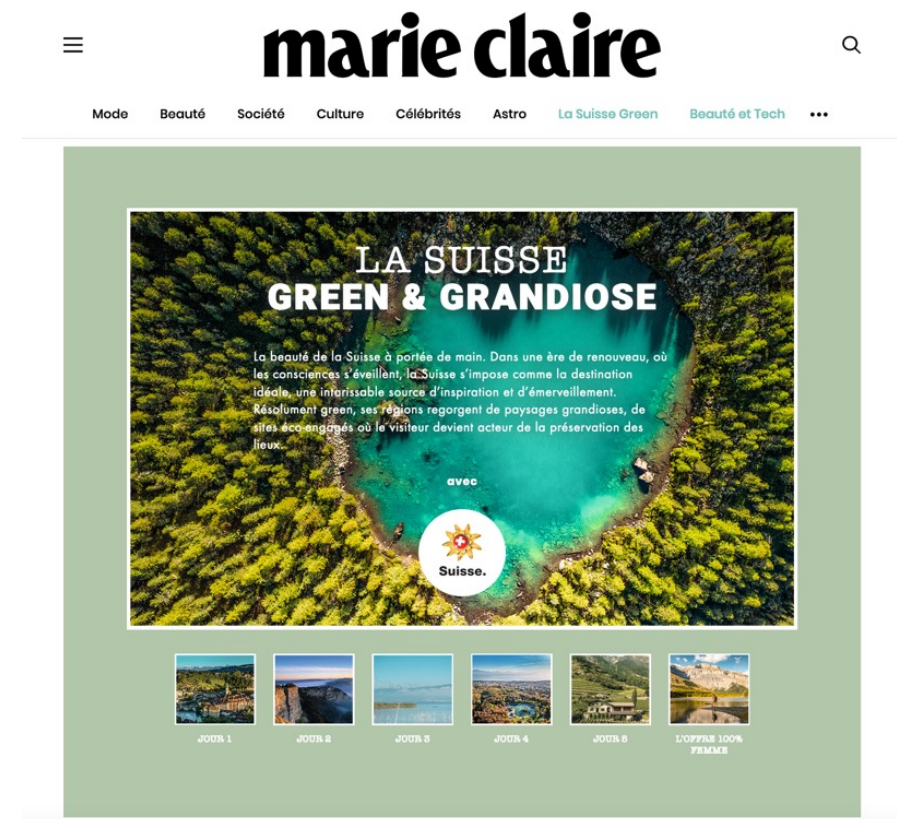 marie claire
Mode Beauté Société Culture Célébrités Astro La Suisse Green Beauté et Tech •••
LA SUISSE
GREEN & GRANDIOSE
La beauté de la Suisse à portée de main. Dans une ère de renouveau, où
les consciences s'éveillent, la Suisse s'impose comme la destination
idéale, une intarissable source d'inspiration et d'émerveillement.
Résolument green, ses régions regorgent de paysages grandioses, de
sites éco-engagés où le visiteur devient acteur de la préservation des
lieux.
avec
Suisse.
JOUR 1 JOUR 2 JOUR 3 JOUR 4 JOUR 5 L'OFFRE 100%
FEMME